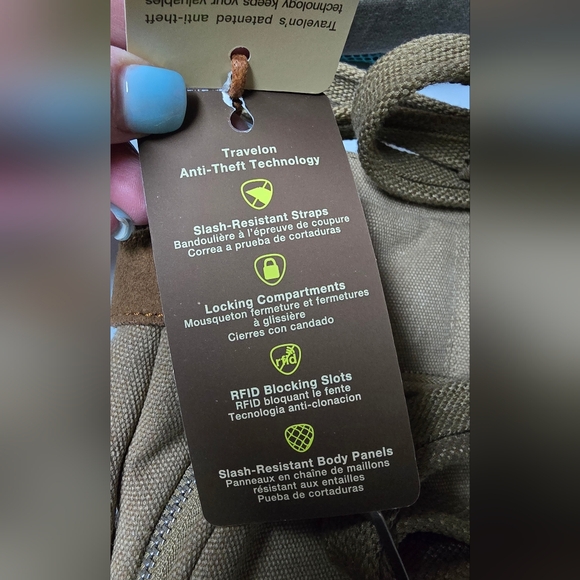 Travelon's patented anti-theft
technology keeps your valuables
Travelon
Anti-Theft Technology
Slash-Resistant Straps
Bandoulière à l'épreuve de coupure
Correa a prueba de cortaduras
Locking Compartments
Mousqueton fermeture et fermetures
à glissière
Cierres con candado
rfid
RFID Blocking Slots
RFID bloquant le fente
Tecnologia anti-clonacion
Slash-Resistant Body Panels
Panneaux en chaîne de maillons
résistant aux entailles
Pueba de cortaduras